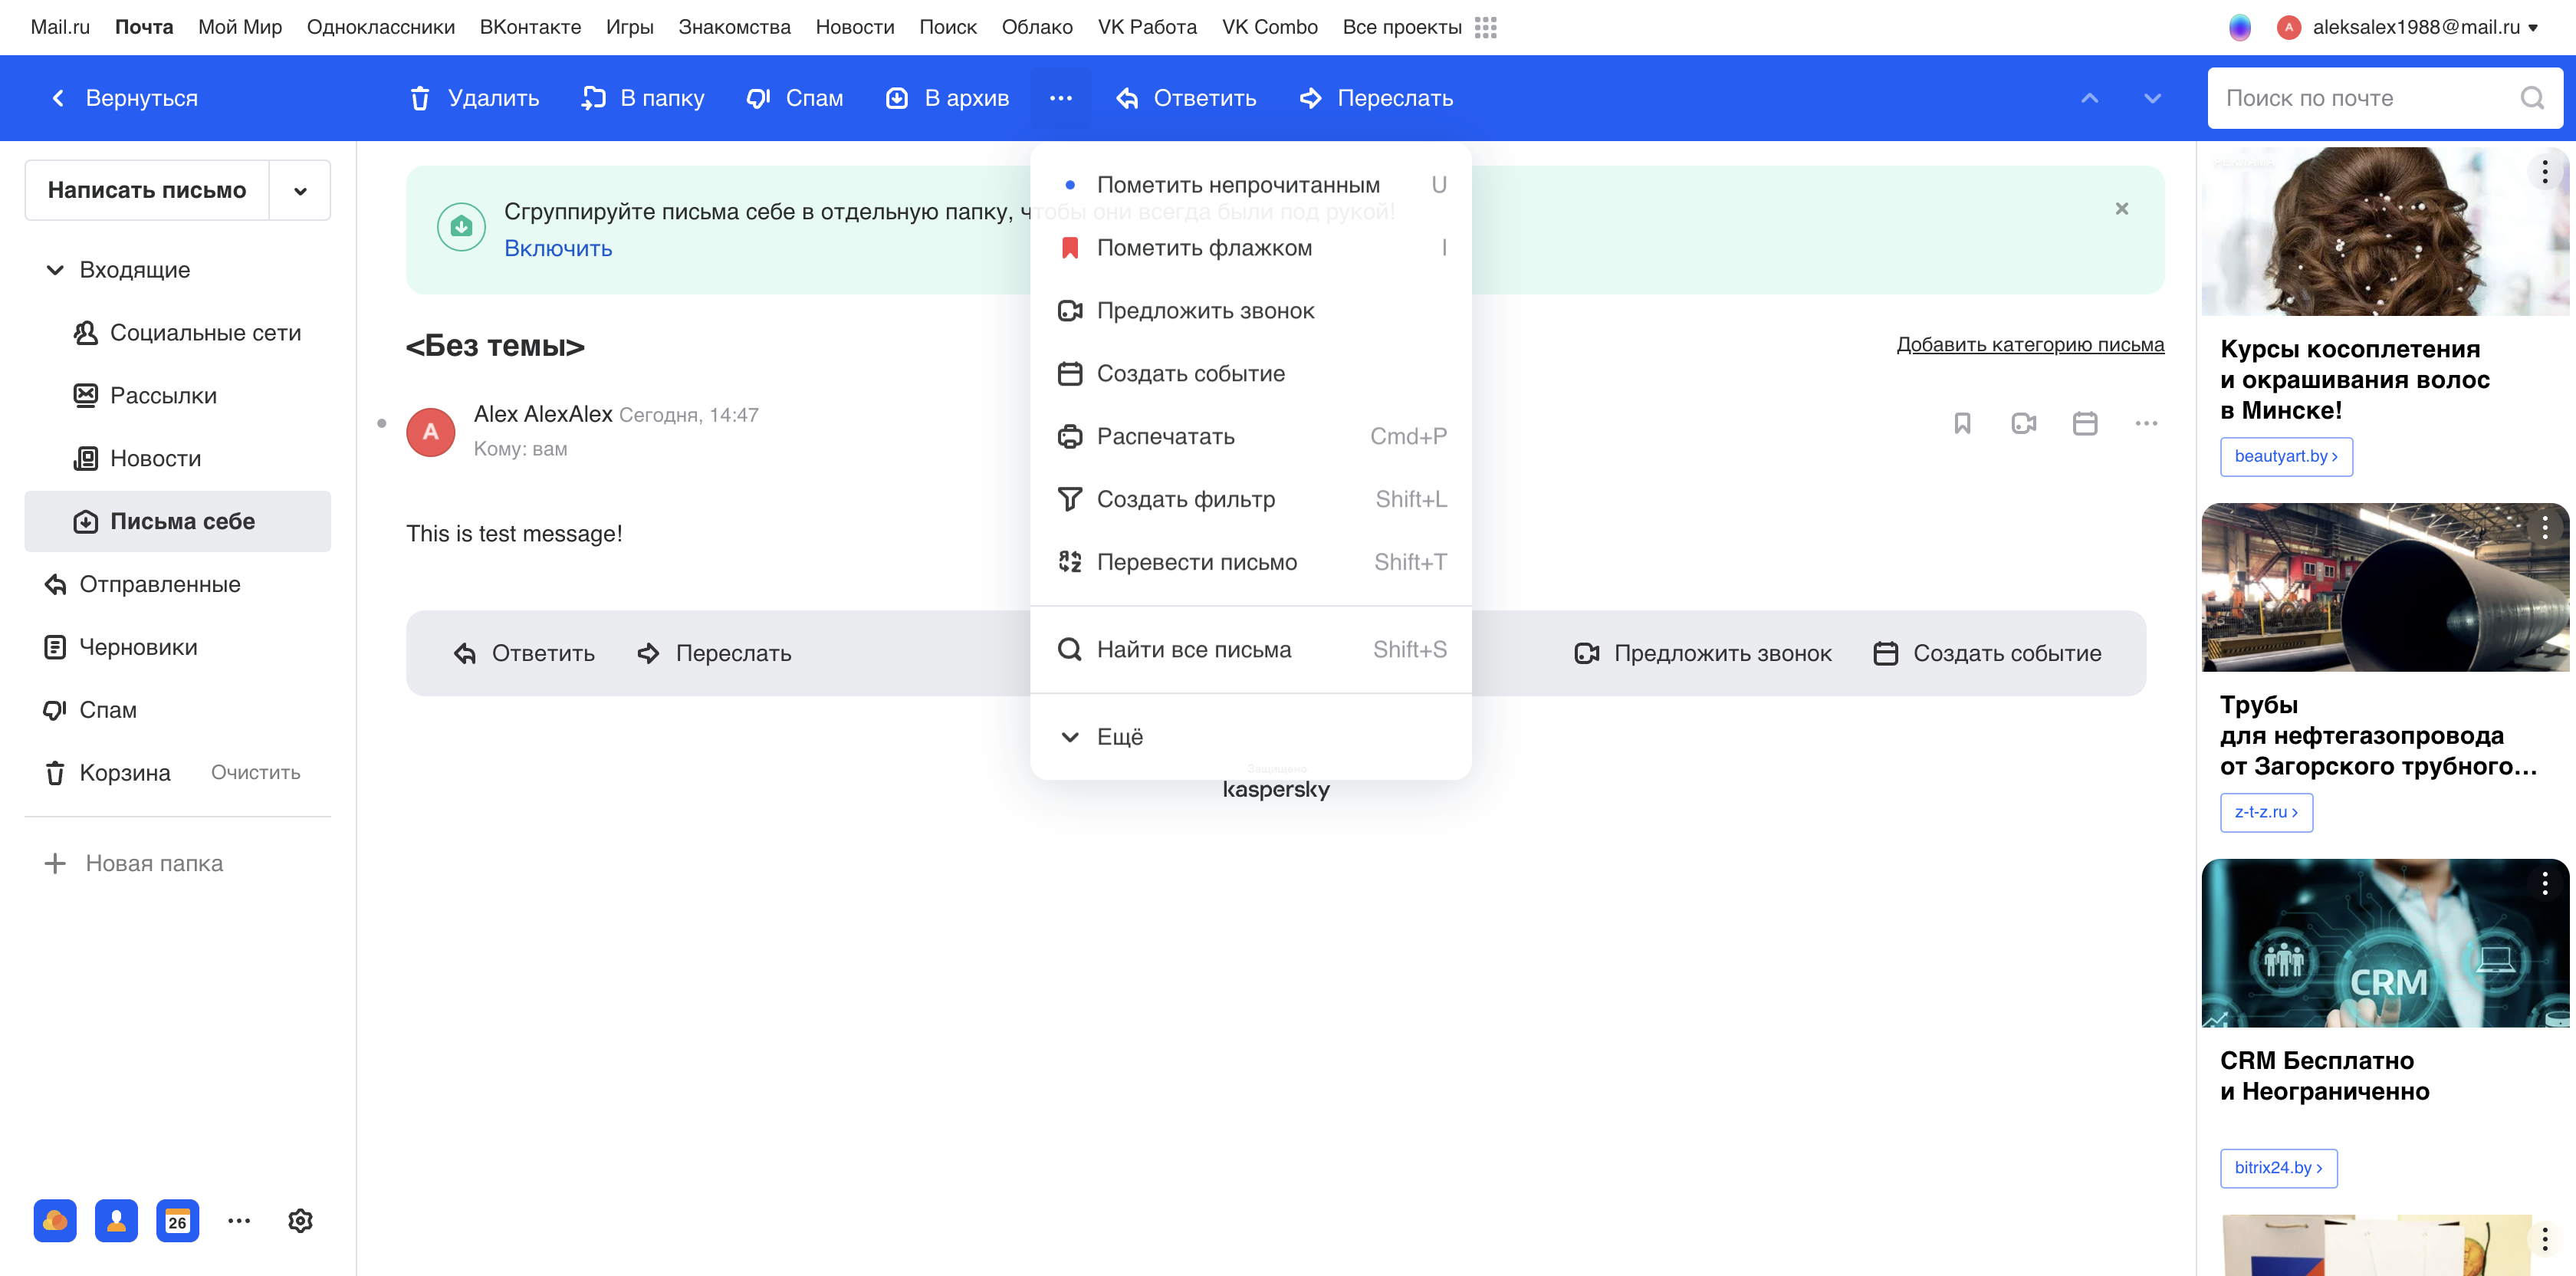 Mail.ru Почта Мой Мир Одноклассники ВКонтакте Игры Знакомства Новости Поиск Облако VK Работа VK Combo Все проекты
A aleksalex1988@mail.ru
Вернуться Удалить В папку Спам В архив Ответить Переслать Поиск по почте
Написать письмо
Входящие
Социальные сети
Рассылки
Новости
Письма себе
Отправленные
Черновики
Спам
Корзина Очистить
Новая папка
26
Сгруппируйте письма себе в отдельную папку, чтобы они всегда были под рукой!
Включить
<Без темы>
Добавить категорию письма
A
Alex AlexAlex Сегодня, 14:47
Кому: вам
This is test message!
Ответить Переслать Предложить звонок Создать событие
Пометить непрочитанным U
Пометить флажком I
Предложить звонок
Создать событие
Распечатать Cmd+P
Создать фильтр Shift+L
Перевести письмо Shift+T
Найти все письма Shift+S
Ещё
Защищено
kaspersky
Курсы косоплетения
и окрашивания волос
в Минске!
beautyart.by
Трубы
для нефтегазопровода
от Загорского трубного...
z-t-z.ru
CRM
CRM Бесплатно
и Неограниченно
bitrix24.by